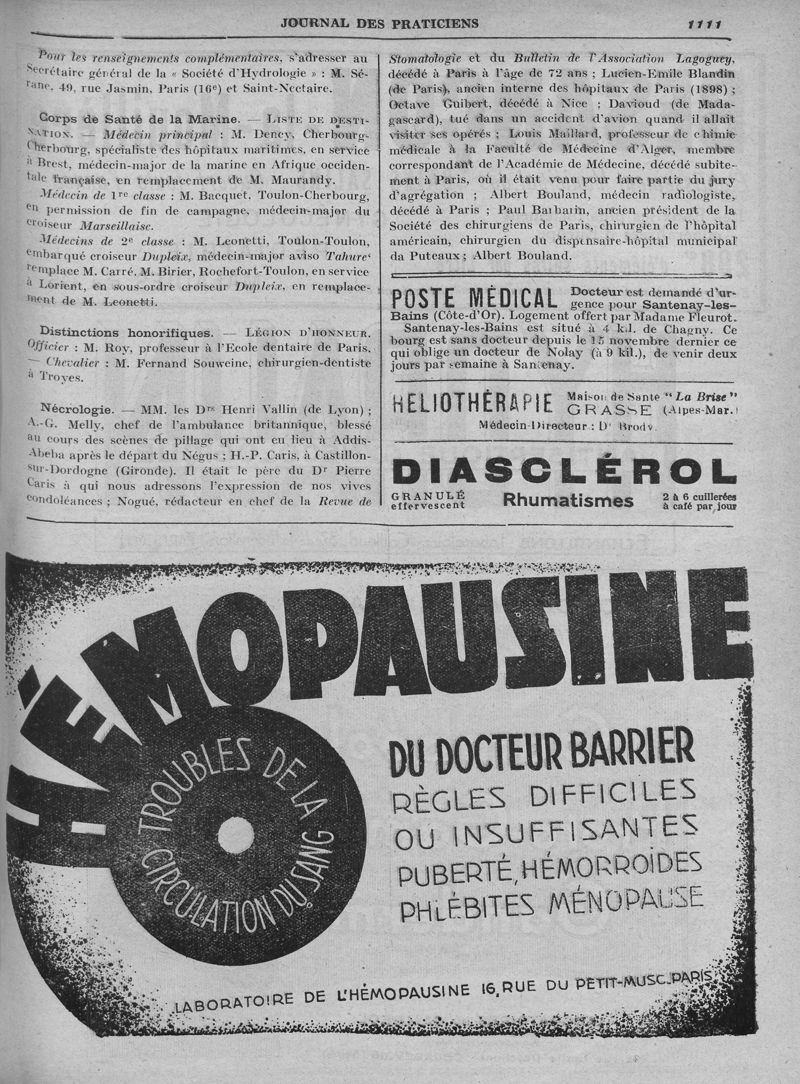 JOURNAL DES PRATICIENS 1111
Pour les renseignements complémentaires, s'adresser au
Secrétaire général de la « Société d'Hydrologie » : M. Sé-
rane, 49, rue Jasmin, Paris (16e) et Saint-Nectaire.
Corps de Santé de la Marine. — LISTE DE DESTI-
NATION. — Médecin principal : M. Dency, Cherbourg-
Cherbourg, spécialiste des hôpitaux maritimes, en service
à Brest, médecin-major de la marine en Afrique occiden-
tale française, en remplacement de M. Maurandy.
Médecin de 1re classe : M. Bacquet, Toulon-Cherbourg,
en permission de fin de campagne, médecin-major du
croiseur Marseillaise.
Médecins de 2e classe : M. Leonetti, Toulon-Toulon,
embarqué croiseur Dupleix, médecin-major aviso Tahure
remplace M. Carré, M. Birier, Rochefort-Toulon, en service
à Lorient, en sous-ordre croiseur Dupleix, en remplace-
ment de M. Leonetti.
Distinctions honorifiques. — LÉGION D'HONNEUR.
Officier : M. Roy, professeur à l'Ecole dentaire de Paris.
— Chevalier : M. Fernand Souweine, chirurgien-dentiste
à Troyes.
Nécrologie. — MM. les Drs Henri Vallin (de Lyon) ;
A.-G. Melly, chef de l'ambulance britannique, blessé
au cours des scènes de pillage qui ont eu lieu à Addis-
Abeba après le départ du Négus ; H.-P. Caris, à Castillon-
sur-Dordogne (Gironde). Il était le père du Dr Pierre
Caris à qui nous adressons l'expression de nos vives
condoléances ; Nogué, rédacteur en chef de la Revue de
Stomatologie et du Bulletin de l'Association Lagoguey,
décédé à Paris à l'âge de 72 ans ; Lucien-Emile Blandin
(de Paris), ancien interne des hôpitaux de Paris (1898) ;
Octave Guibert, décédé à Nice ; Davioud (de Mada-
gascard), tué dans un accident d'avion quand il allait
visiter ses opérés ; Louis Maillard, professeur de chimie
médicale à la Faculté de Médecine d'Alger, membre
correspondant de l'Académie de Médecine, décédé subite-
ment à Paris, où il était venu pour faire partie du jury
d'agrégation ; Albert Bouland, médecin radiologiste,
décédé à Paris ; Paul Barbarin, ancien président de la
Société des chirurgiens de Paris, chirurgien de l'hôpital
américain, chirurgien du dispensaire-hôpital municipal
da Puteaux ; Albert Bouland.
POSTE MÉDICAL Docteur est demandé d'ur-
gence pour Santenay-les-
Bains (Côte-d'Or). Logement offert par Madame Fleurot.
Santenay-les-Bains est situé à 4 kil. de Chagny. Ce
bourg est sans docteur depuis le 15 novembre dernier ce
qui oblige un docteur de Nolay (à 9 kil.), de venir deux
jours par semaine à Santenay.
HELIOTHÉRAPIE Maison de Sante "La Brise"
GRASSE (Alpes-Mar.)
Médecin-Directeur : Dr Brody.
DIASCLÉROL
GRANULÉ effervescent Rhumatismes 2 à 6 cuillerées à café par jour
HÉMOPAUSINE
TROUBLES DE LA
CIRCULATION DU SANG
DU DOCTEUR BARRIER
RÈGLES DIFFICILES
OU INSUFFISANTES
PUBERTÉ, HÉMORROÏDES
PHLÉBITES MÉNOPAUSE
LABORATOIRE DE L'HÉMOPAUSINE 16, RUE DU PETIT-MUSC_PARIS